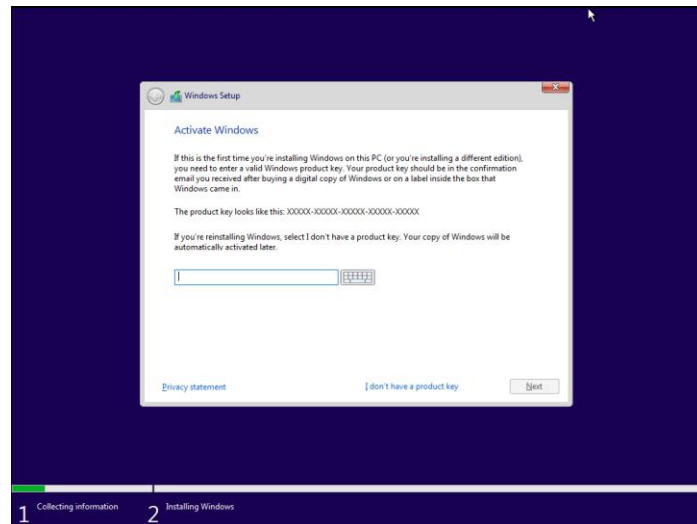 Windows Setup
Activate Windows
If this is the first time you're installing Windows on this PC (or you're installing a different edition),
you need to enter a valid Windows product key. Your product key should be in the confirmation
email you received after buying a digital copy of Windows or on a label inside the box that
Windows came in.
The product key looks like this: XXXXX-XXXXX-XXXXX-XXXXX-XXXXX
If you're reinstalling Windows, select I don't have a product key. Your copy of Windows will be
automatically activated later.
Privacy statement
I don't have a product key
Next
1 Collecting information
2 Installing Windows